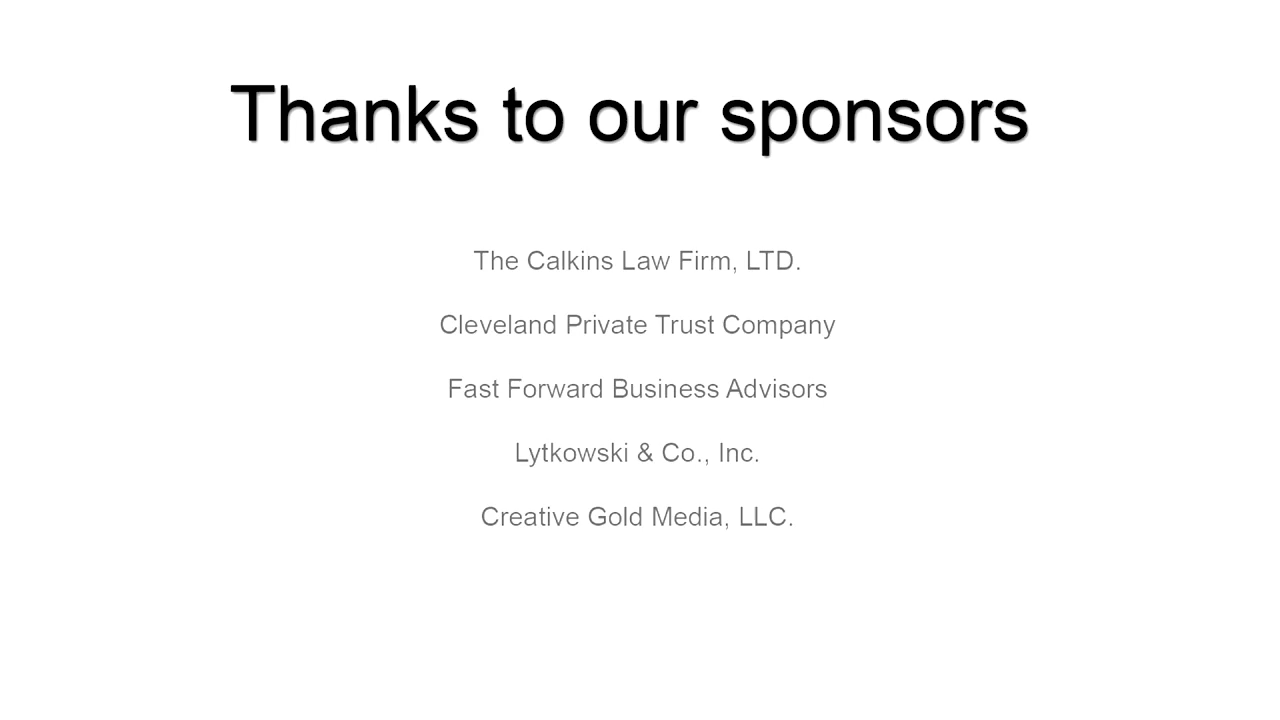 Thanks to our sponsors
The Calkins Law Firm, LTD.
Cleveland Private Trust Company
Fast Forward Business Advisors
Lytkowski & Co., Inc.
Creative Gold Media, LLC.